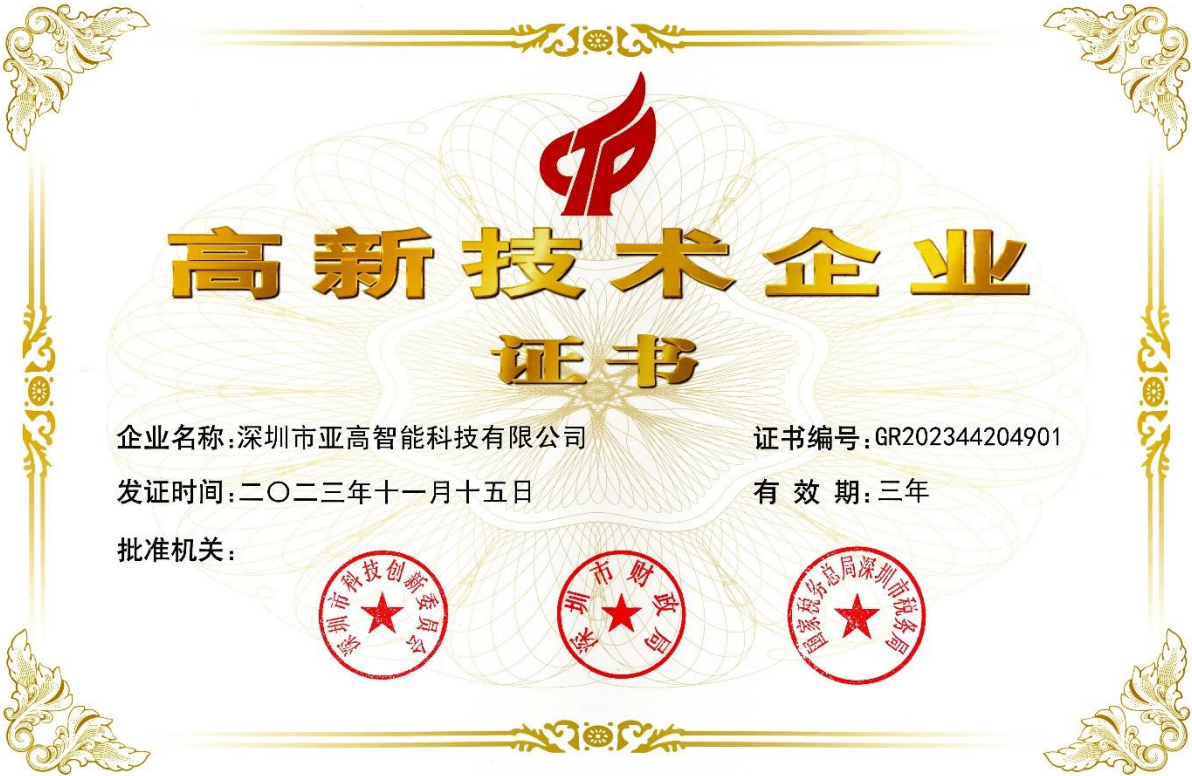 高新技术企业
证书
企业名称:深圳市亚高智能科技有限公司
证书编号:GR202344204901
发证时间:二〇二三年十一月十五日
有效期:三年
批准机关:
深圳市科技创新委员会
深圳市财政局
国家税务总局深圳市税务局